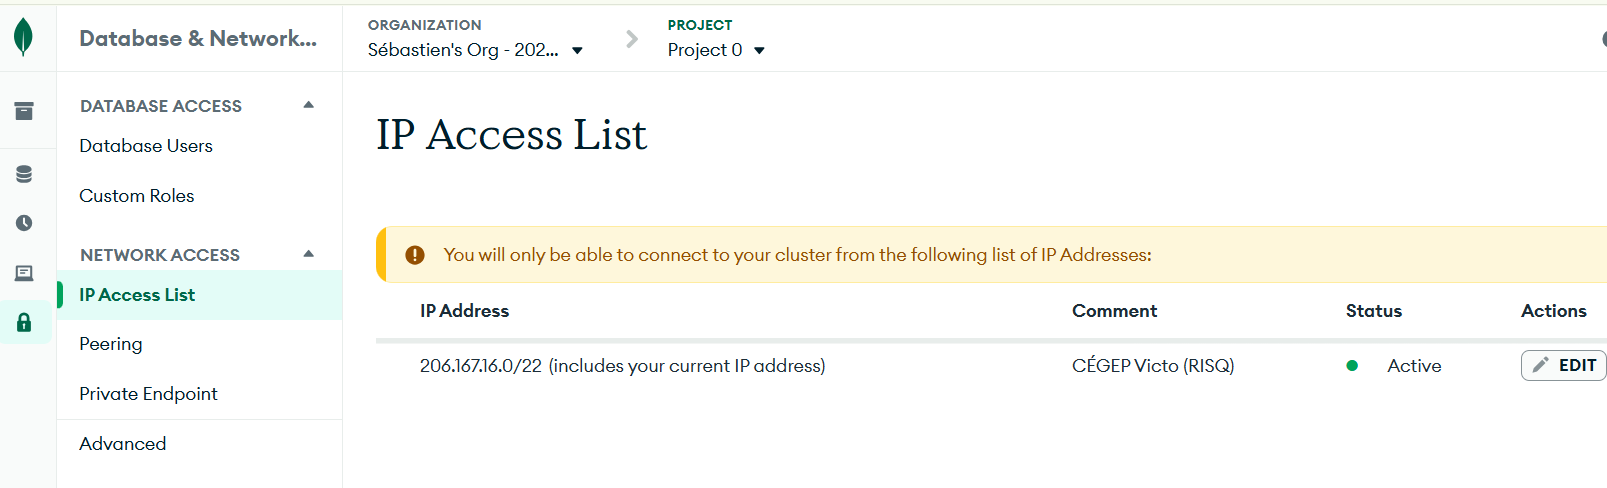 Database & Network...
ORGANIZATION
Sébastien's Org - 202...
PROJECT
Project 0
DATABASE ACCESS
Database Users
Custom Roles
NETWORK ACCESS
IP Access List
Peering
Private Endpoint
Advanced
IP Access List
You will only be able to connect to your cluster from the following list of IP Addresses:
IP Address Comment Status Actions
206.167.16.0/22 (includes your current IP address) CÉGEP Victo (RISQ) Active EDIT